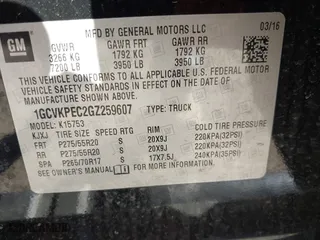 GM
MFD BY GENERAL MOTORS LLC 03/16
GVWR GAWR FRT GAWR RR
3266 KG 1792 KG 1792 KG
7200 LB 3950 LB 3950 LB
THIS VEHICLE CONFORMS TO ALL APPLICABLE
SAFETY STANDARDS IN EFFECT ON THE DATE OF
MANUFACTURE SHOWN ABOVE.
1GCVKPEC2GZ259607 TYPE: TRUCK
MODEL: K15753
KJXJ TIRE SIZE SPEED RTG RIM COLD TIRE PRESSURE
FRT P275/55R20 S 20X9J 220KPA(32PSI)
RR P275/55R20 S 20X9J 220KPA(32PSI)
SPA P265/70R17 S 17X7.5J 240KPA(35PSI)
SEE OWNER'S MANUAL FOR MORE INFORMATION.